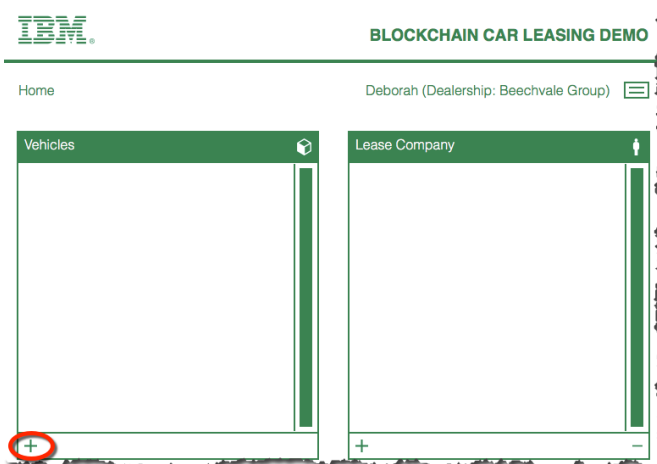 IBM®
BLOCKCHAIN CAR LEASING DEMO
Home
Deborah (Dealership: Beechvale Group)
Vehicles
Lease Company
+
+ −